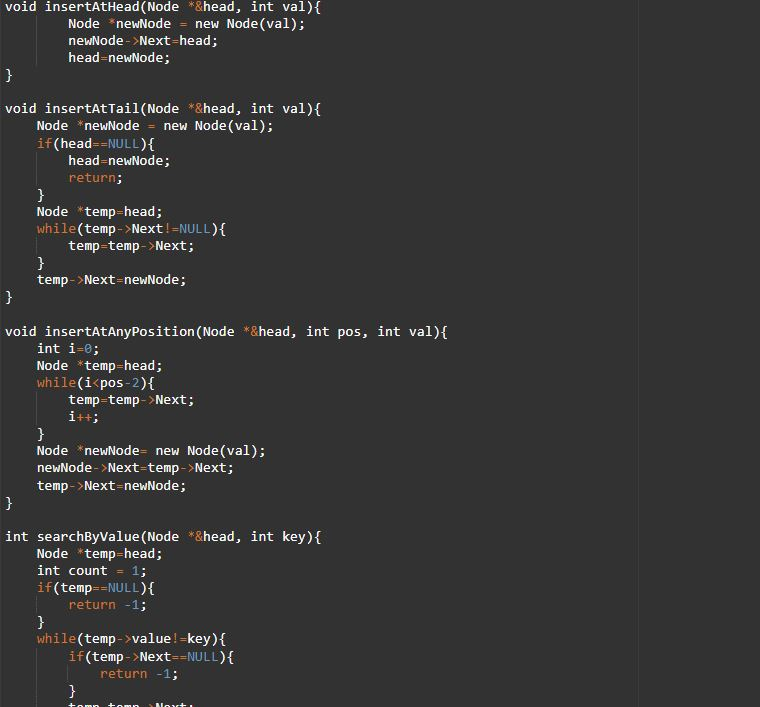 void insertAtHead(Node *&head, int val){
        Node *newNode = new Node(val);
        newNode->Next=head;
        head=newNode;
}

void insertAtTail(Node *&head, int val){
    Node *newNode = new Node(val);
    if(head==NULL){
        head=newNode;
        return;
    }
    Node *temp=head;
    while(temp->Next!=NULL){
        temp=temp->Next;
    }
    temp->Next=newNode;
}

void insertAtAnyPosition(Node *&head, int pos, int val){
    int i=0;
    Node *temp=head;
    while(i<pos-2){
        temp=temp->Next;
        i++;
    }
    Node *newNode= new Node(val);
    newNode->Next=temp->Next;
    temp->Next=newNode;
}

int searchByValue(Node *&head, int key){
    Node *temp=head;
    int count = 1;
    if(temp==NULL){
        return -1;
    }
    while(temp->value!=key){
        if(temp->Next==NULL){
            return -1;
        }
        temp=temp->Next;